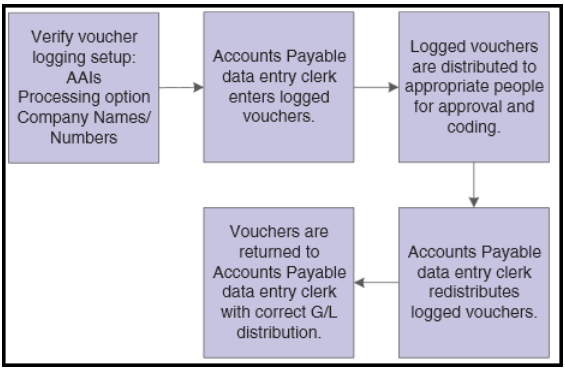 Verify voucher
logging setup:
AAIs
Processing option
Company Names/
Numbers
Accounts Payable
data entry clerk
enters logged
vouchers.
Logged vouchers
are distributed to
appropriate people
for approval and
coding.
Accounts Payable
data entry clerk
redistributes
logged vouchers.
Vouchers are
returned to
Accounts Payable
data entry clerk
with correct G/L
distribution.